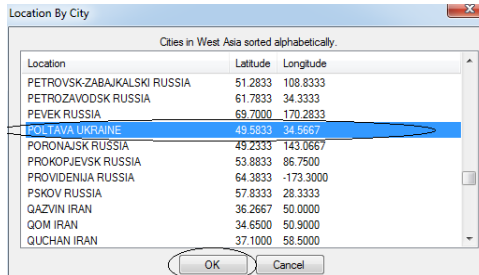 Location By City
Cities in West Asia sorted alphabetically.
Location Latitude Longitude
PETROVSK-ZABAJKALSKI RUSSIA 51.2833 108.8333
PETROZAVODSK RUSSIA 61.7833 34.3333
PEVEK RUSSIA 69.7000 170.2833
POLTAVA UKRAINE 49.5833 34.5667
PORONAJSK RUSSIA 49.2333 143.0667
PROKOPJEVSK RUSSIA 53.8833 86.7500
PROVIDENIJA RUSSIA 64.3833 -173.3000
PSKOV RUSSIA 57.8333 28.3333
QAZVIN IRAN 36.2667 50.0000
QOM IRAN 34.6500 50.9000
QUCHAN IRAN 37.1000 58.5000
OK Cancel